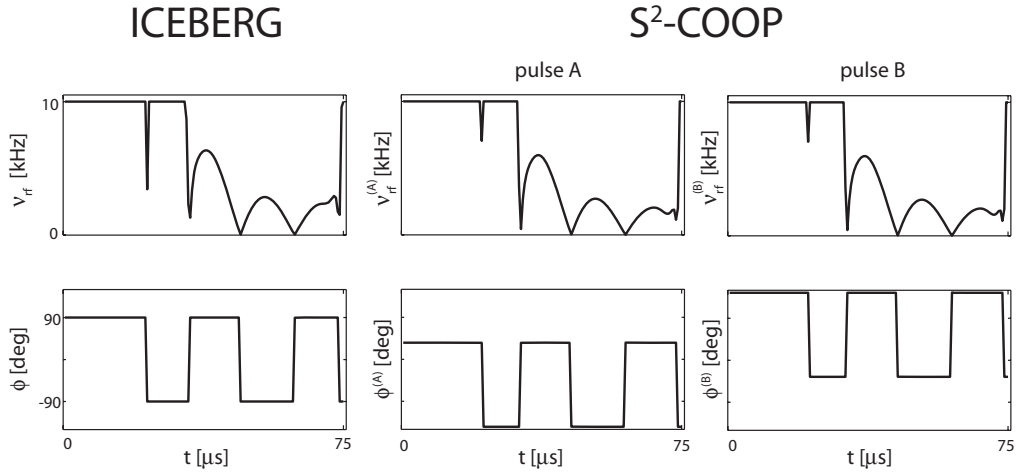 ICEBERG
S²-COOP
pulse A
pulse B
10
0
ν_rf [kHz]
ν_rf^(A) [kHz]
ν_rf^(B) [kHz]
90
-90
ϕ [deg]
ϕ^(A) [deg]
ϕ^(B) [deg]
0 75
t [μs]
0 75
t [μs]
0 75
t [μs]